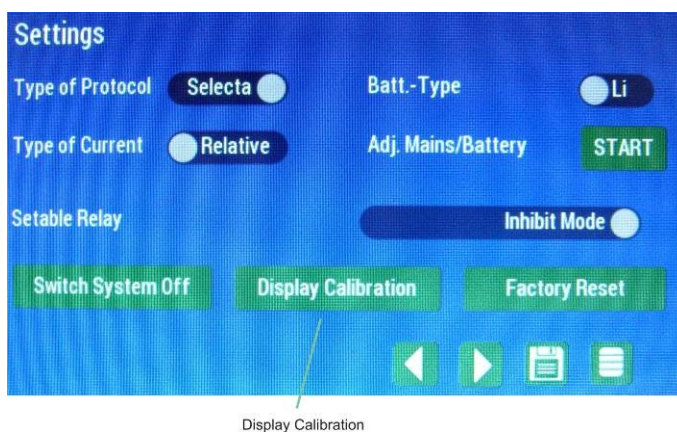 Settings
Type of Protocol Selecta Batt.-Type Li
Type of Current Relative Adj. Mains/Battery START
Setable Relay Inhibit Mode
Switch System Off Display Calibration Factory Reset
Display Calibration